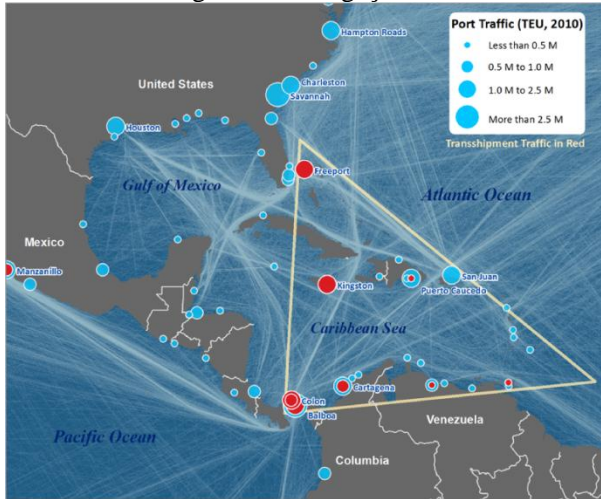 Port Traffic (TEU, 2010)
Less than 0.5 M
0.5 M to 1.0 M
1.0 M to 2.5 M
More than 2.5 M
Transshipment Traffic in Red
Hampton Roads
United States
Charleston
Savannah
Houston
Gulf of Mexico
Freeport
Atlantic Ocean
Mexico
Manzanillo
San Juan
Puerto Caucedo
Kingston
Caribbean Sea
Cartagena
Colon
Balboa
Venezuela
Pacific Ocean
Columbia